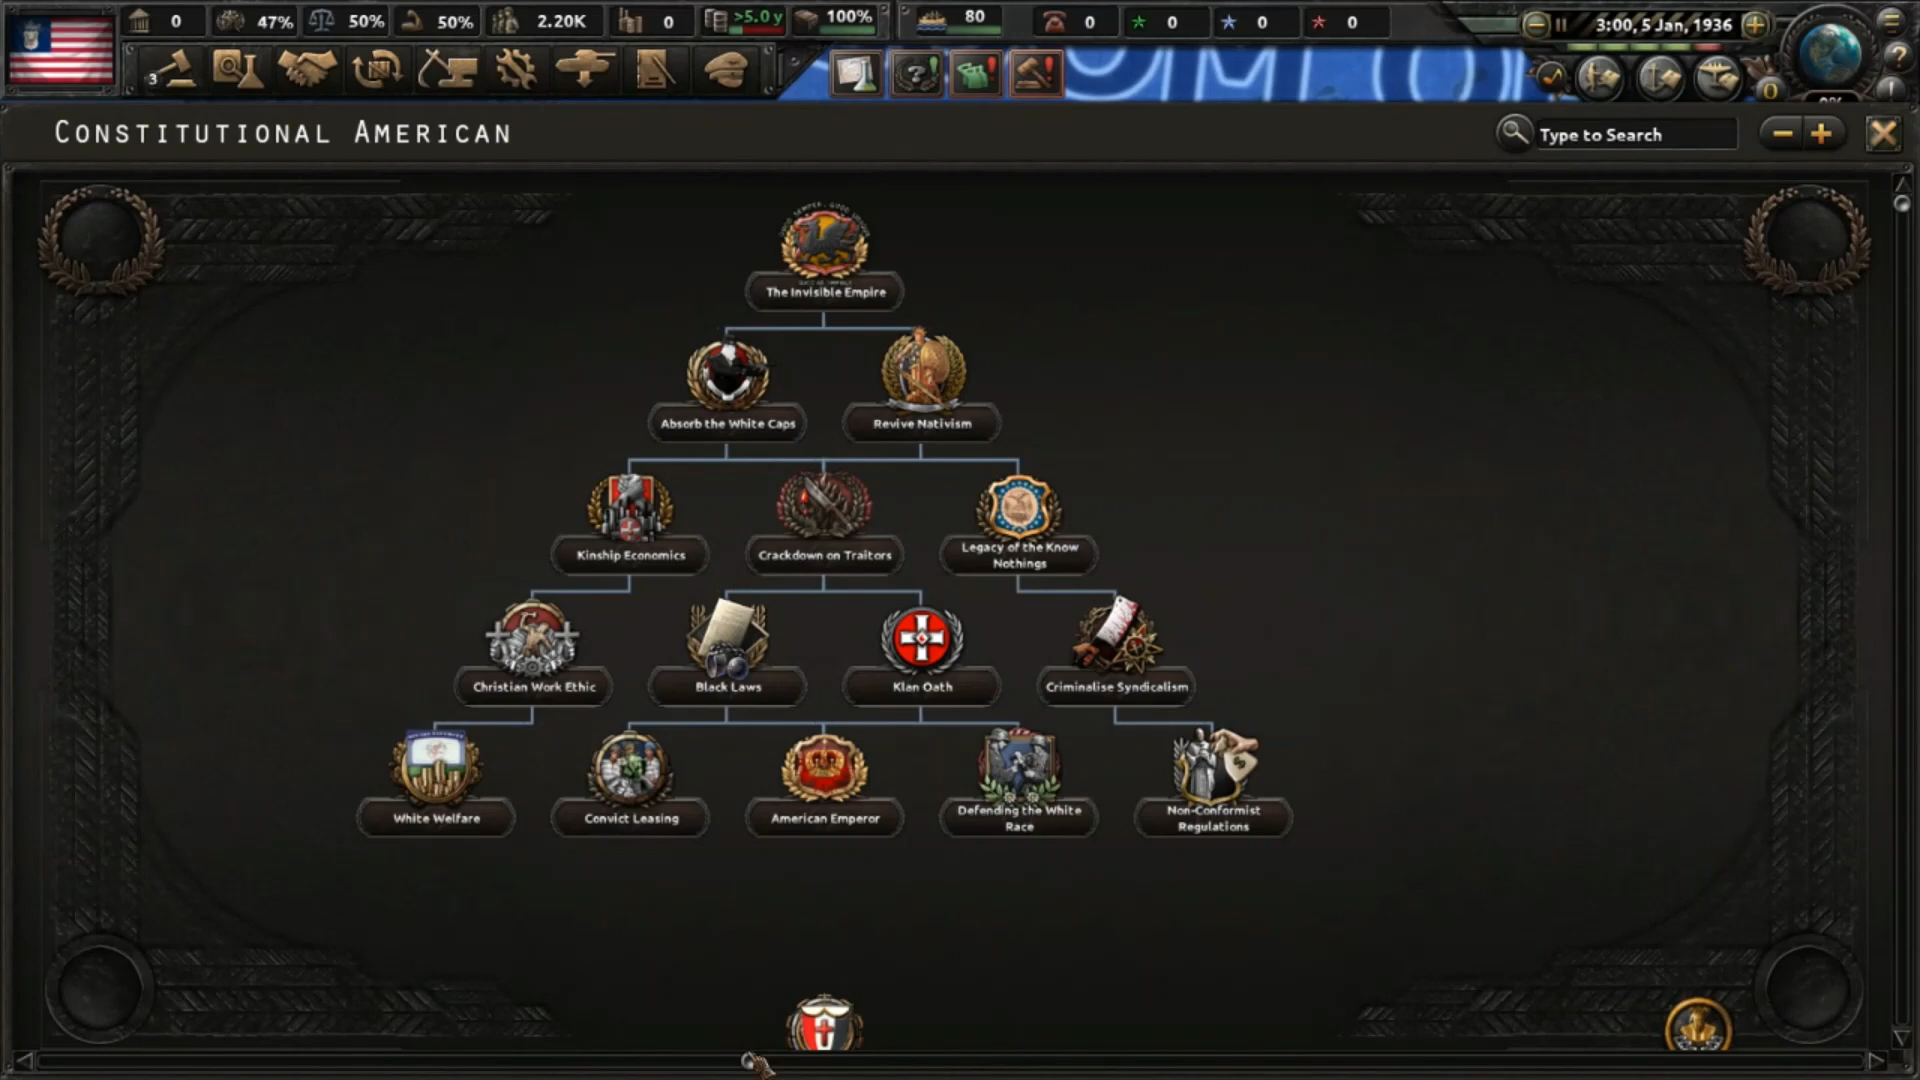 0
47%
50%
50%
2.20K
0
>5.0 y
100%
80
0
0
0
0
3:00, 5 Jan, 1936
3
CONSTITUTIONAL AMERICAN
Type to Search
The Invisible Empire
Absorb the White Caps
Revive Nativism
Kinship Economics
Crackdown on Traitors
Legacy of the Know
Nothings
Christian Work Ethic
Black Laws
Klan Oath
Criminalise Syndicalism
White Welfare
Convict Leasing
American Emperor
Defending the White
Race
Non-Conformist
Regulations